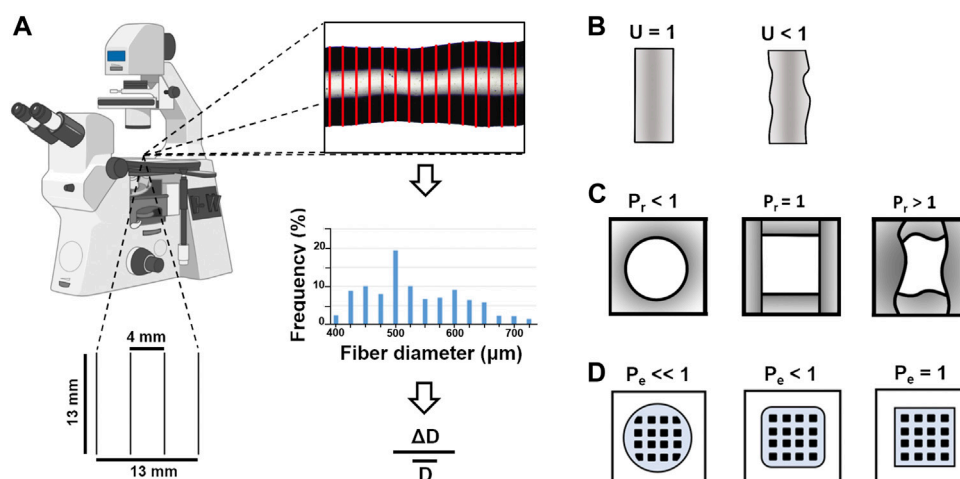 A
4 mm
13 mm
13 mm
Frequency (%)
20
10
0
400
500
600
700
Fiber diameter (µm)
ΔD
D̅
B
U = 1
U < 1
C
Pr < 1
Pr = 1
Pr > 1
D
Pe << 1
Pe < 1
Pe = 1